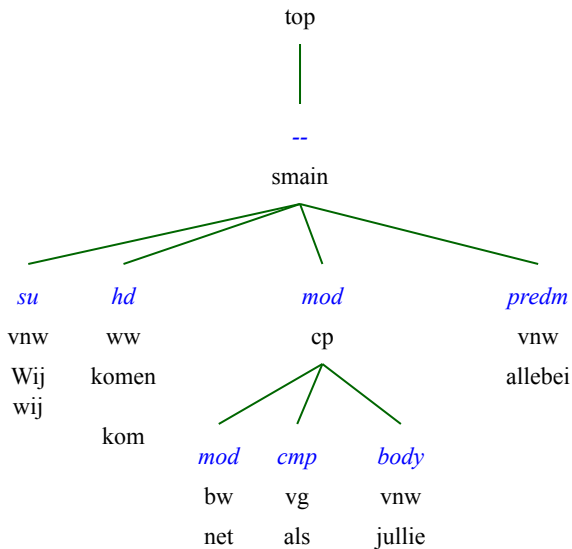 top
--
smain
su hd mod predm
vnw ww cp vnw
Wij komen allebei
wij
kom
mod cmp body
bw vg vnw
net als jullie